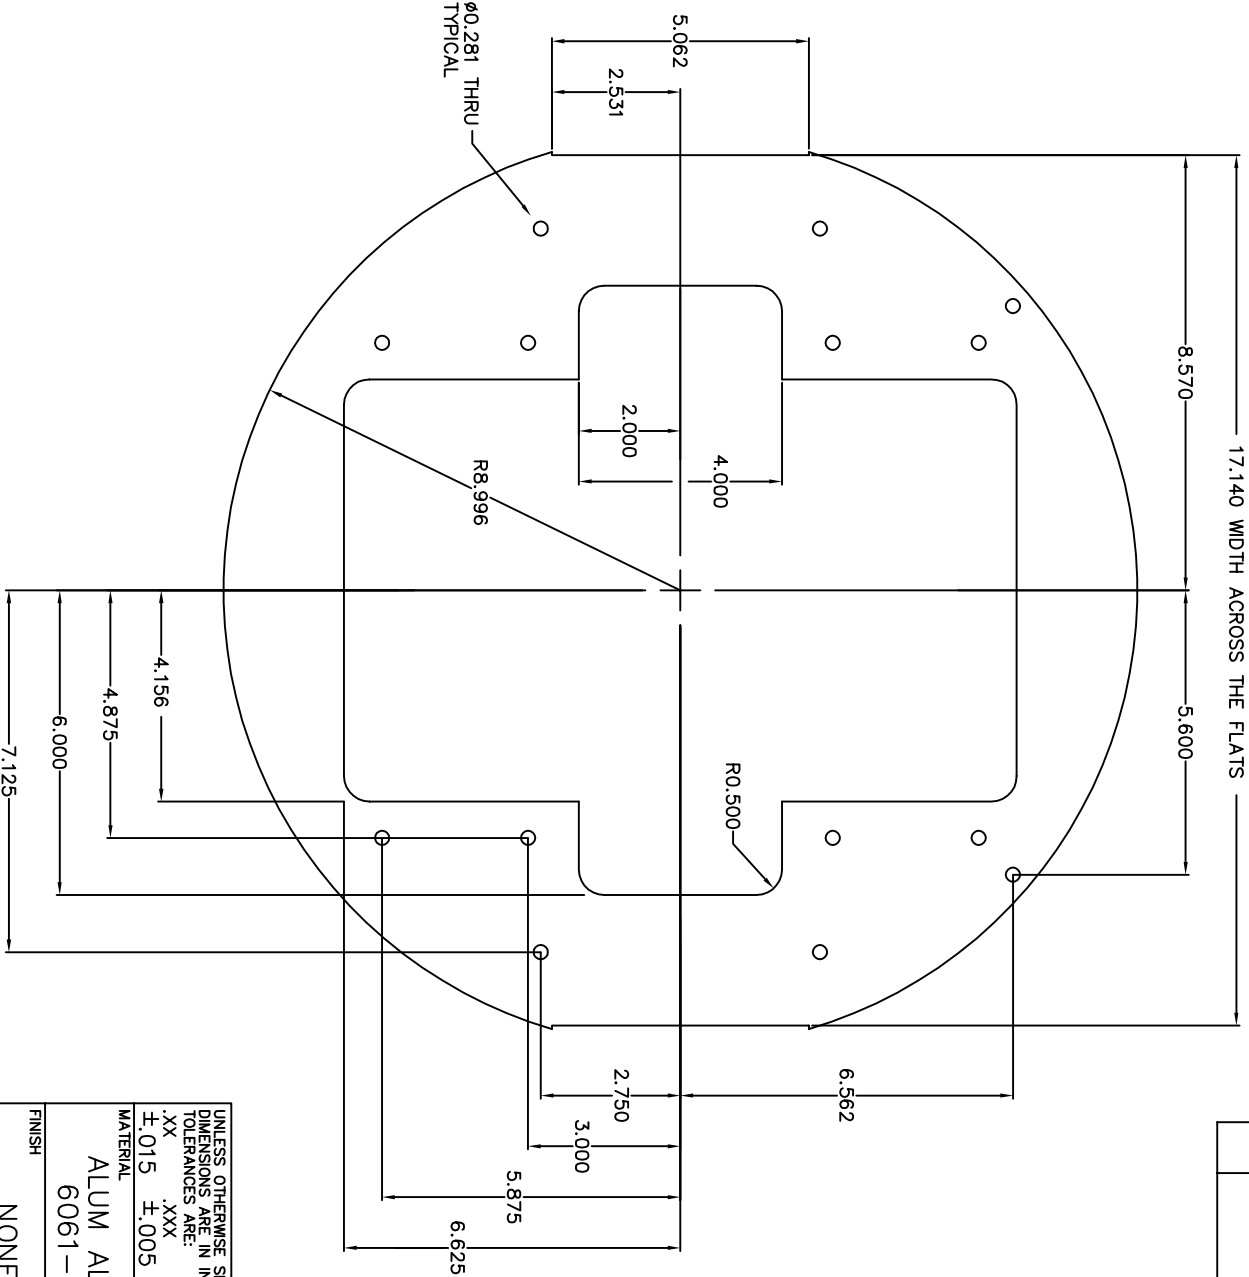 17.140 WIDTH ACROSS THE FLATS
8.570
5.600
5.062
2.531
Ø0.281 THRU
TYPICAL
2.000
4.000
R8.996
R0.500
4.156
4.875
6.000
7.125
6.562
2.750
3.000
5.875
6.625
UNLESS OTHERWISE
DIMENSIONS ARE IN
TOLERANCES ARE:
.XX .XXX
±.015 ±.005
MATERIAL
ALUM
6061-
FINISH
NONE